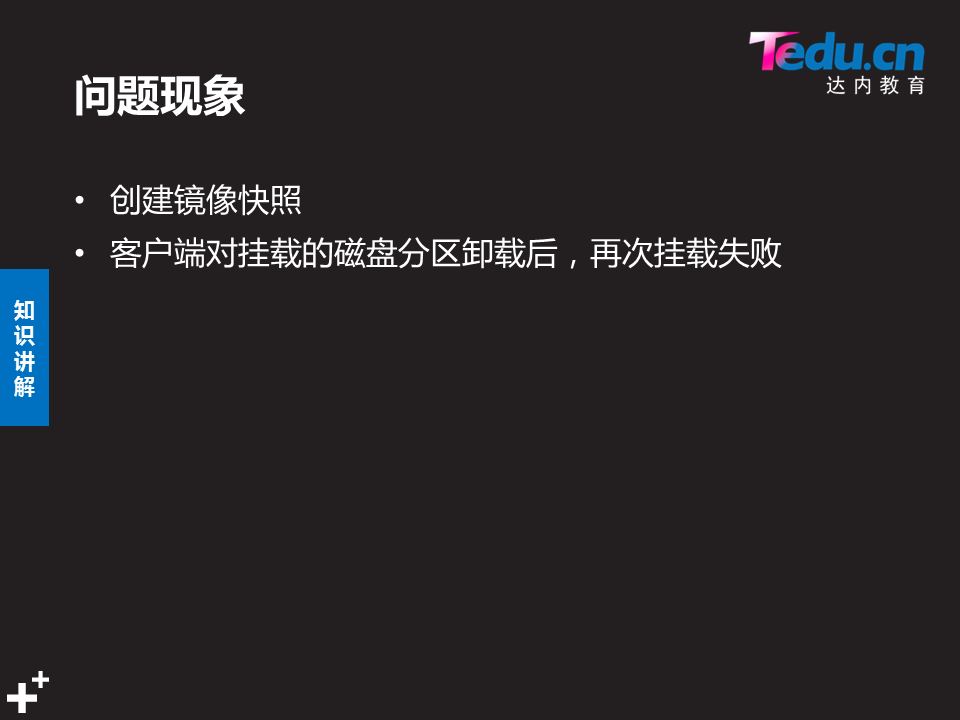 Tedu.cn
达内教育
问题现象
• 创建镜像快照
• 客户端对挂载的磁盘分区卸载后，再次挂载失败
知识讲解